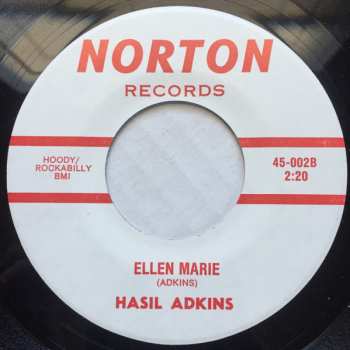 NORTON
RECORDS
HOODY/
ROCKABILLY
BMI
45-002B
2:20
ELLEN MARIE
(ADKINS)
HASIL ADKINS